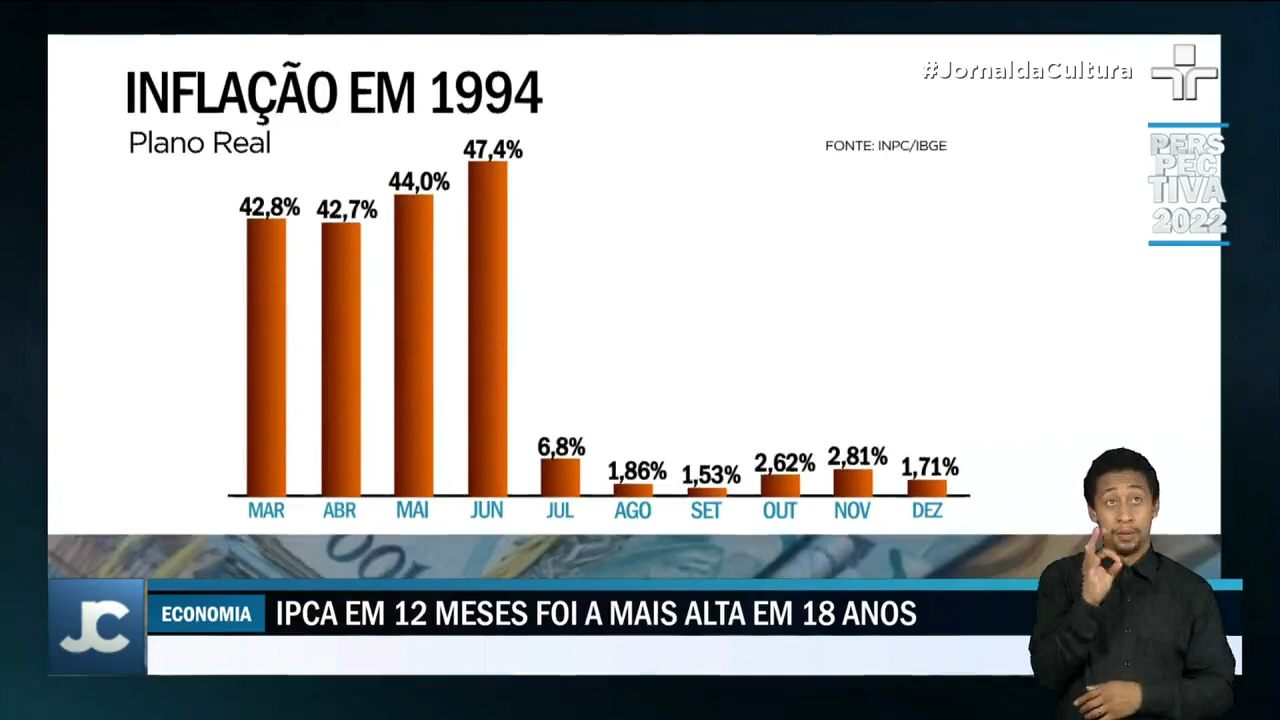 INFLAÇÃO EM 1994
Plano Real
#JornaldaCultura
FONTE: INPC/IBGE
PERS
PEC
TIVA
2022
42,8% 42,7% 44,0% 47,4% 6,8% 1,86% 1,53% 2,62% 2,81% 1,71%
MAR ABR MAI JUN JUL AGO SET OUT NOV DEZ
100
JC
ECONOMIA
IPCA EM 12 MESES FOI A MAIS ALTA EM 18 ANOS